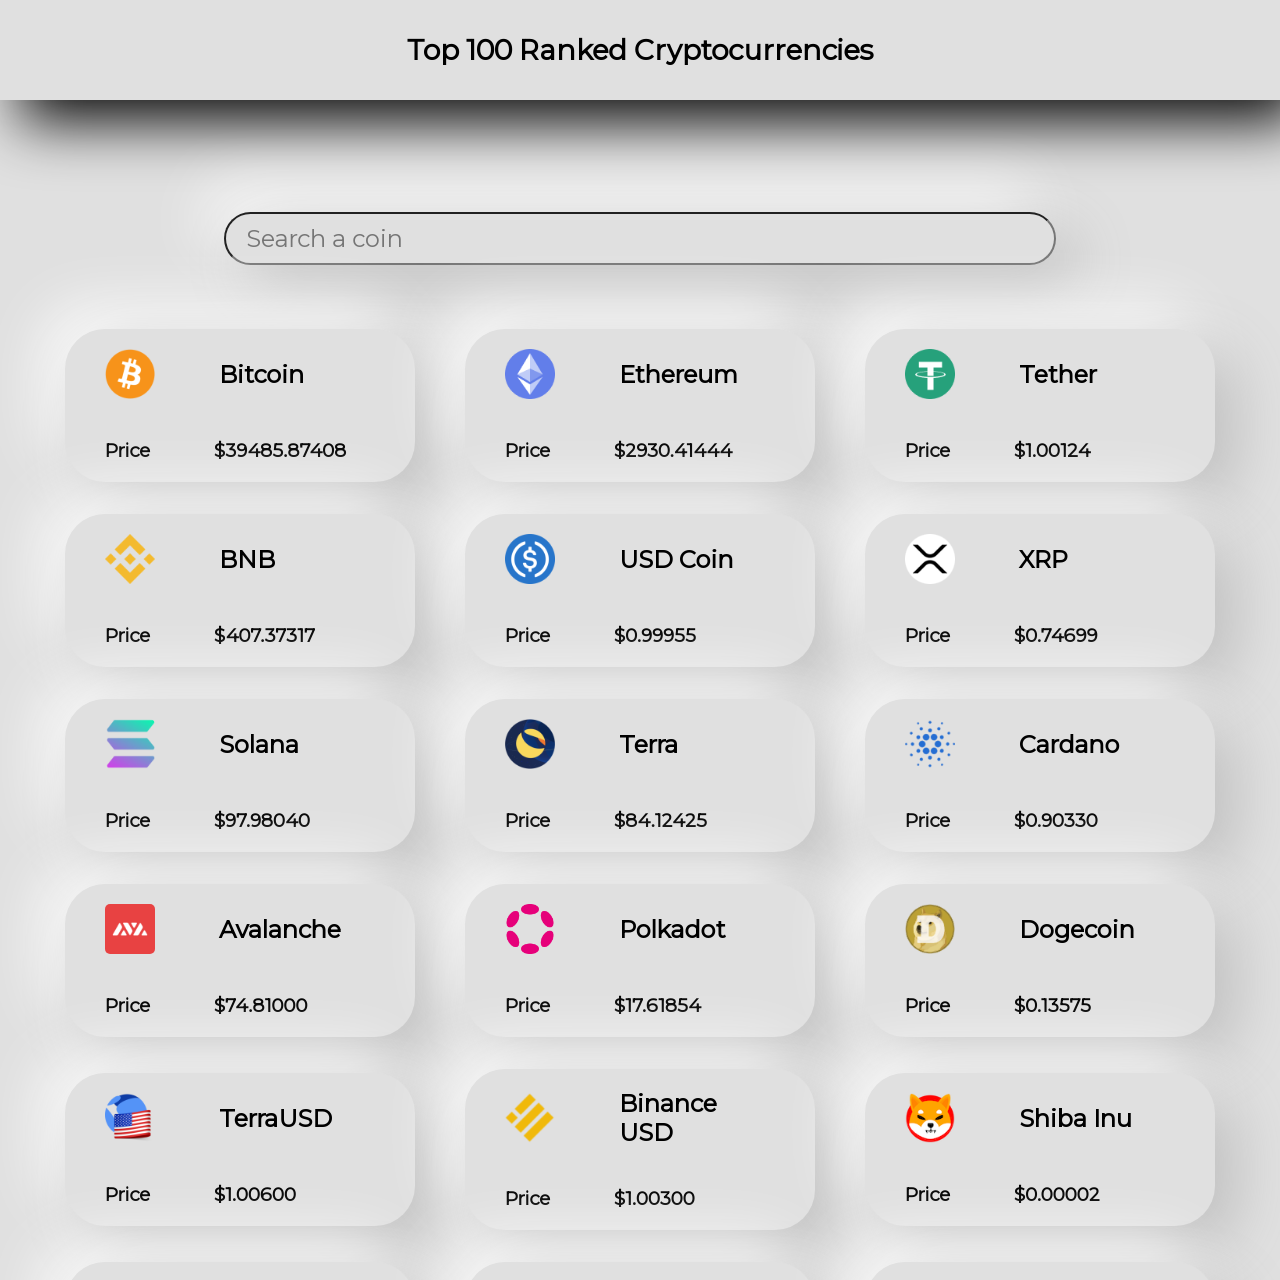 Top 100 Ranked Cryptocurrencies
Search a coin
Bitcoin
Price $39485.87408
Ethereum
Price $2930.41444
Tether
Price $1.00124
BNB
Price $407.37317
USD Coin
Price $0.99955
XRP
Price $0.74699
Solana
Price $97.98040
Terra
Price $84.12425
Cardano
Price $0.90330
Avalanche
Price $74.81000
Polkadot
Price $17.61854
Dogecoin
Price $0.13575
TerraUSD
Price $1.00600
Binance
USD
Price $1.00300
Shiba Inu
Price $0.00002